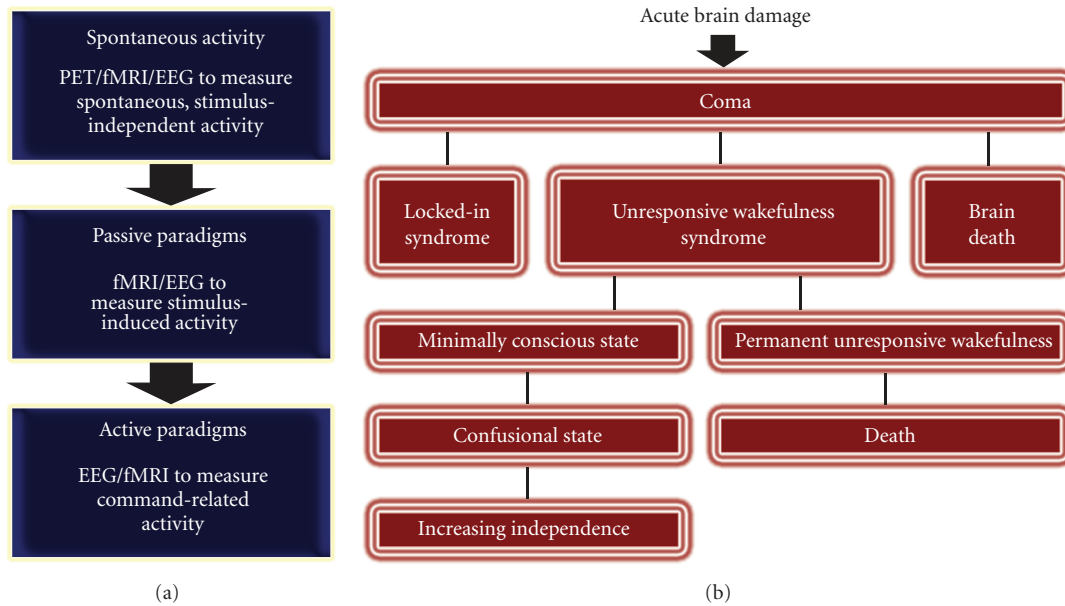 Spontaneous activity
PET/fMRI/EEG to measure
spontaneous, stimulus-
independent activity
Passive paradigms
fMRI/EEG to
measure stimulus-
induced activity
Active paradigms
EEG/fMRI to measure
command-related
activity
(a)
Acute brain damage
Coma
Locked-in
syndrome
Unresponsive wakefulness
syndrome
Brain
death
Minimally conscious state
Permanent unresponsive wakefulness
Confusional state
Death
Increasing independence
(b)